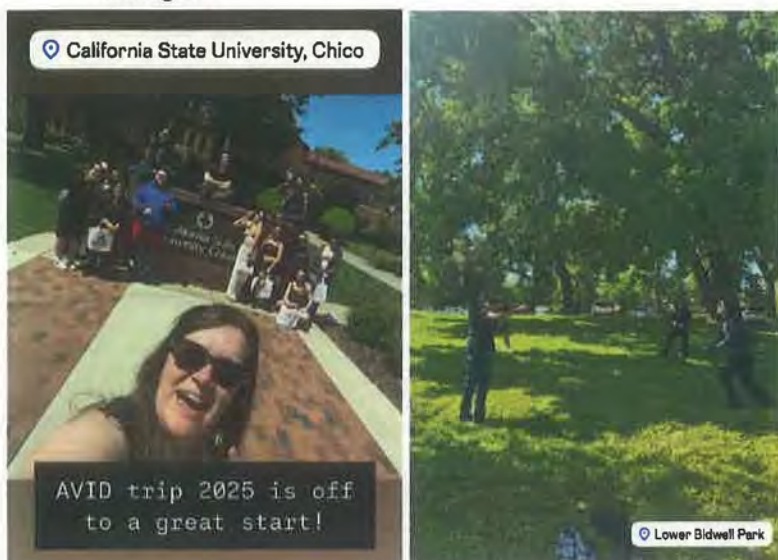 California State University, Chico
AVID trip 2025 is off
to a great start!
Lower Bidwell Park